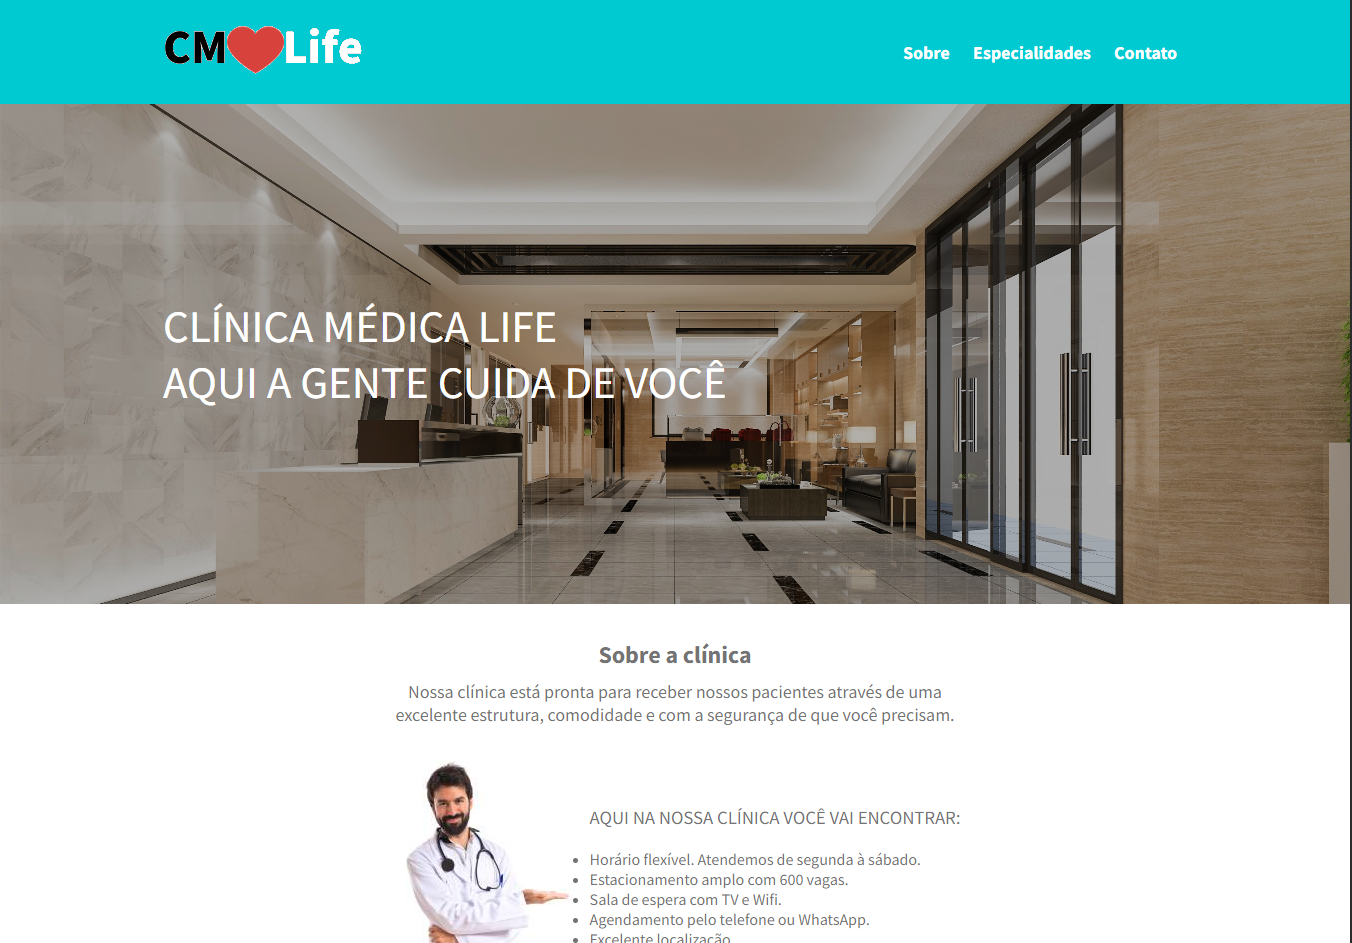 CM Life
Sobre Especialidades Contato
CLÍNICA MÉDICA LIFE
AQUI A GENTE CUIDA DE VOCÊ
Sobre a clínica
Nossa clínica está pronta para receber nossos pacientes através de uma
excelente estrutura, comodidade e com a segurança de que você precisam.
AQUI NA NOSSA CLÍNICA VOCÊ VAI ENCONTRAR:
• Horário flexível. Atendemos de segunda à sábado.
• Estacionamento amplo com 600 vagas.
• Sala de espera com TV e Wifi.
• Agendamento pelo telefone ou WhatsApp.
• Excelente localização